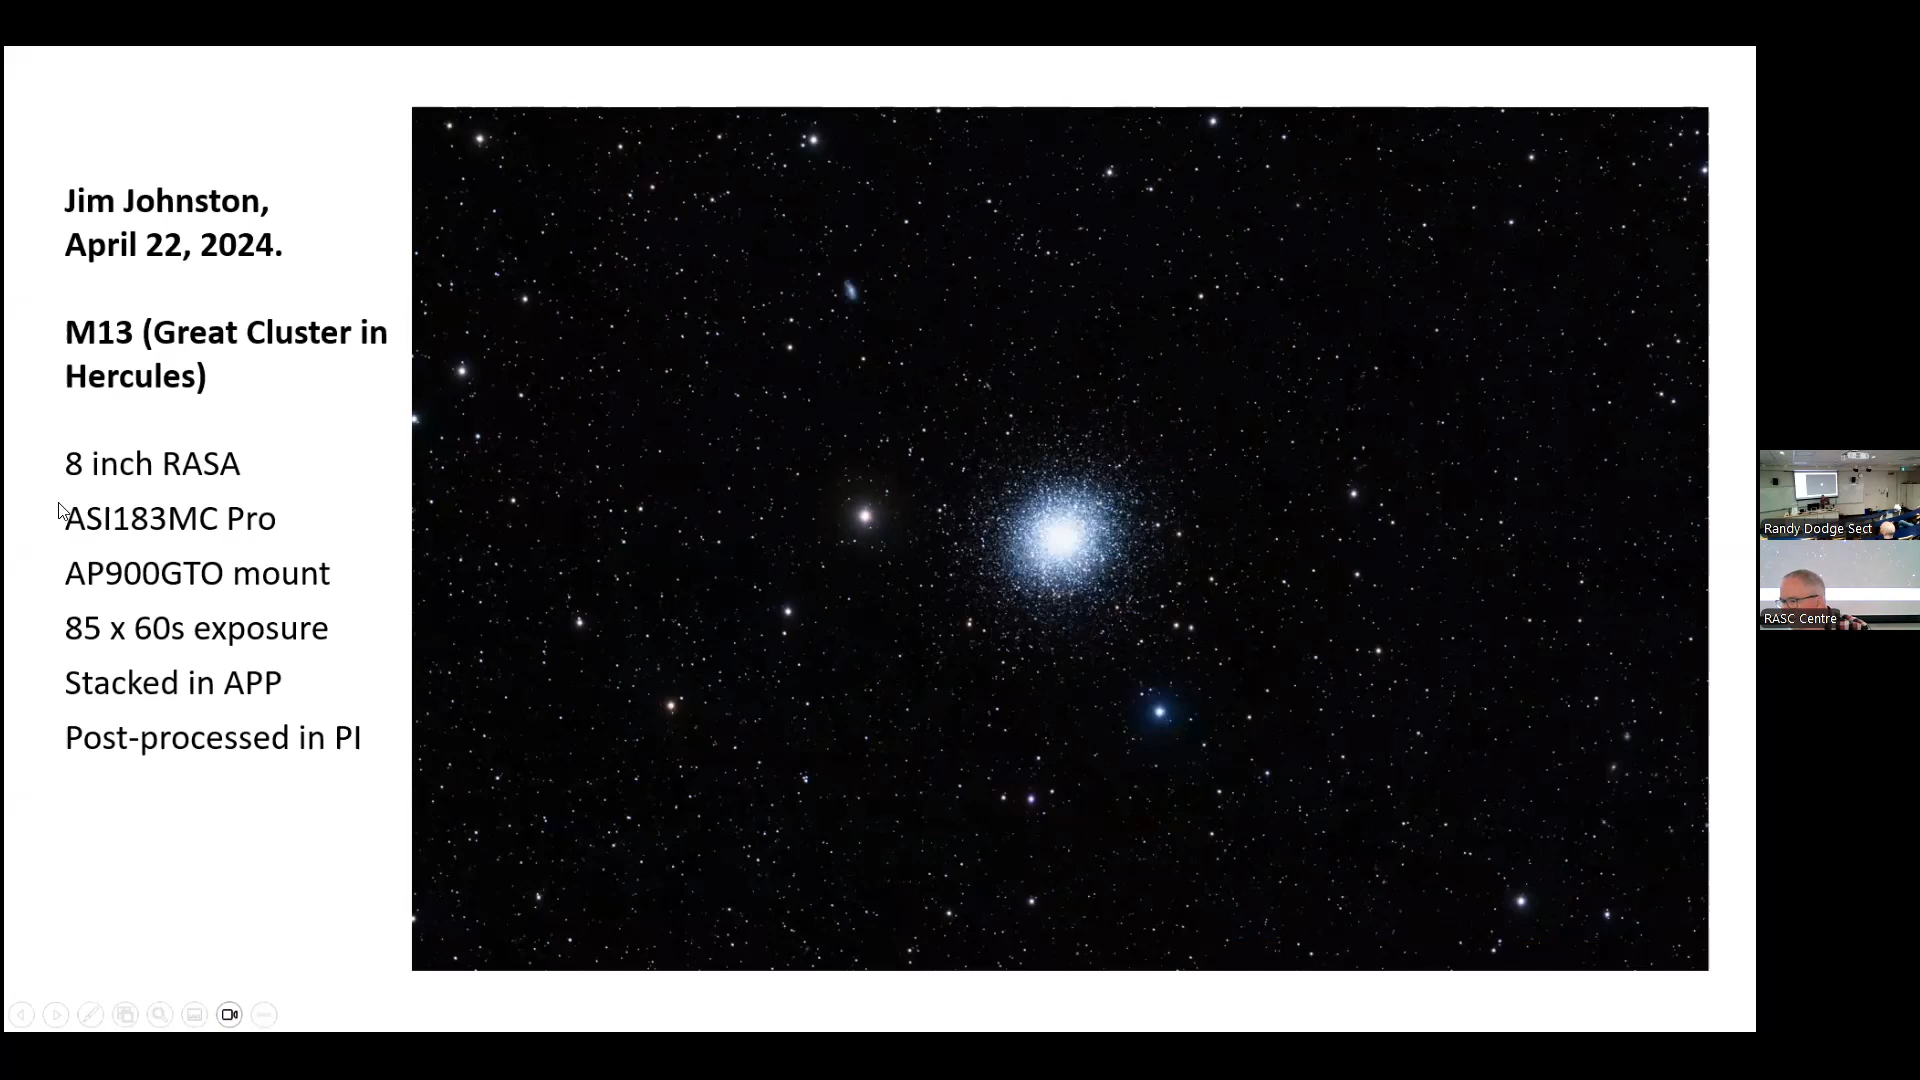 Jim Johnston,
April 22, 2024.
M13 (Great Cluster in
Hercules)
8 inch RASA
ASI183MC Pro
AP900GTO mount
85 x 60s exposure
Stacked in APP
Post-processed in PI
Randy Dodge Sect
RASC Centre